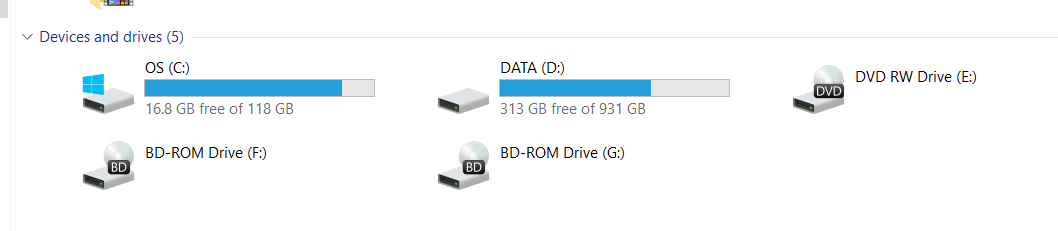 Devices and drives (5)
OS (C:)
16.8 GB free of 118 GB
DATA (D:)
313 GB free of 931 GB
DVD RW Drive (E:)
DVD
BD-ROM Drive (F:)
BD
BD-ROM Drive (G:)
BD